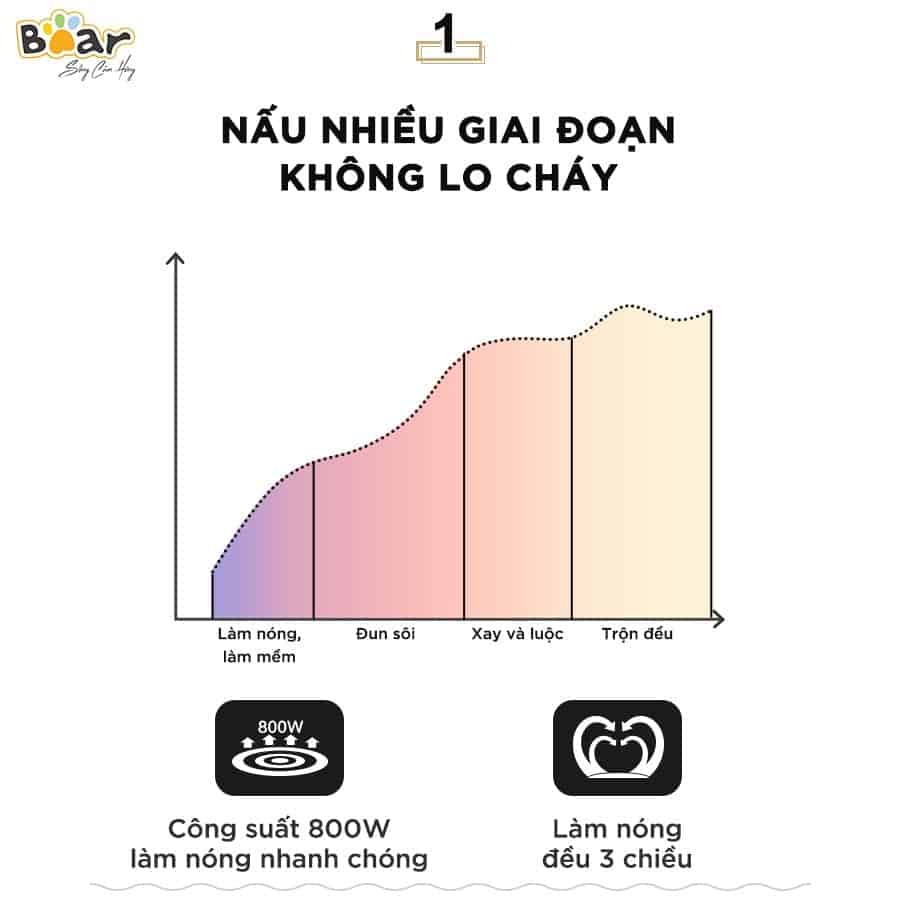 Bear
Sống Cảm Hứng
1
NẤU NHIỀU GIAI ĐOẠN
KHÔNG LO CHÁY
Làm nóng,
làm mềm
Đun sôi
Xay và luộc
Trộn đều
800W
Công suất 800W
làm nóng nhanh chóng
Làm nóng
đều 3 chiều